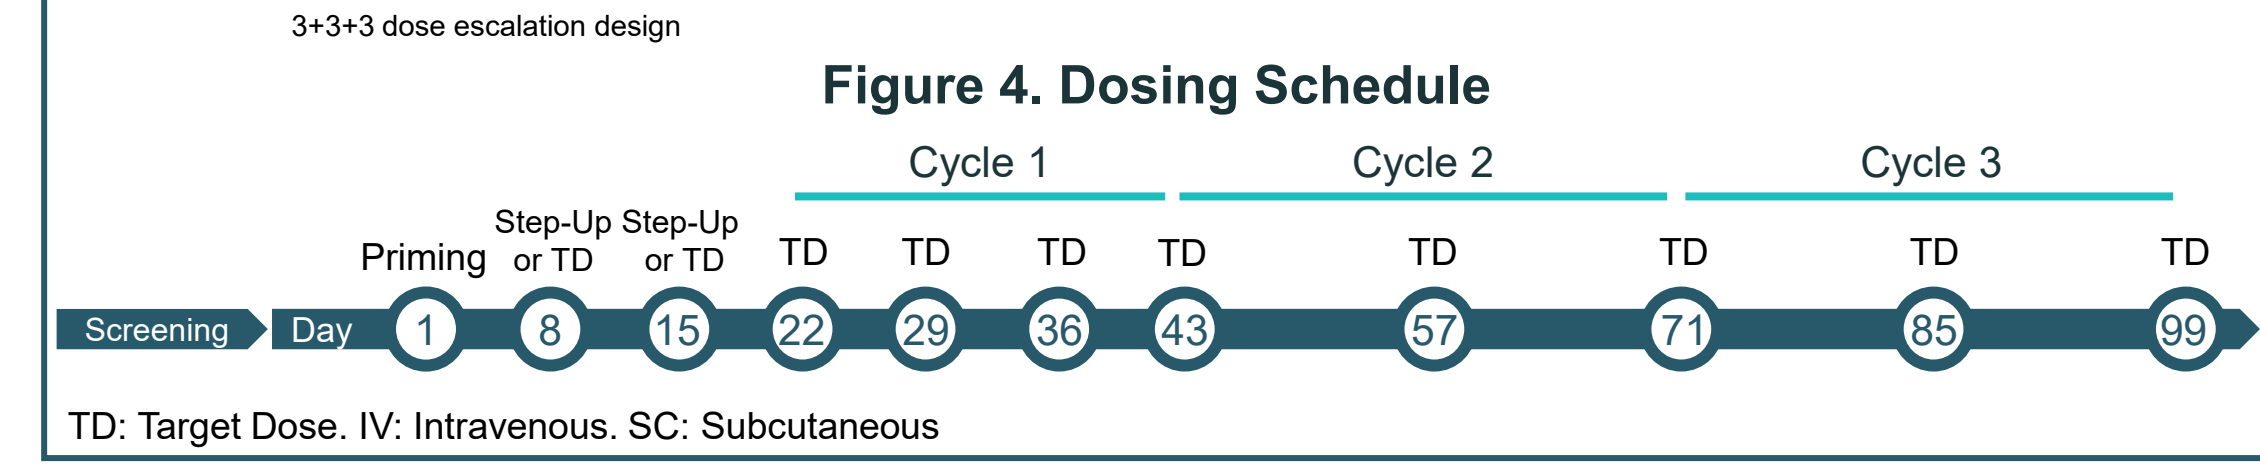 3+3+3 dose escalation design
Figure 4. Dosing Schedule
Cycle 1 Cycle 2 Cycle 3
Priming Step-Up or TD Step-Up or TD TD TD TD TD TD TD TD TD
Screening Day 1 8 15 22 29 36 43 57 71 85 99
TD: Target Dose. IV: Intravenous. SC: Subcutaneous